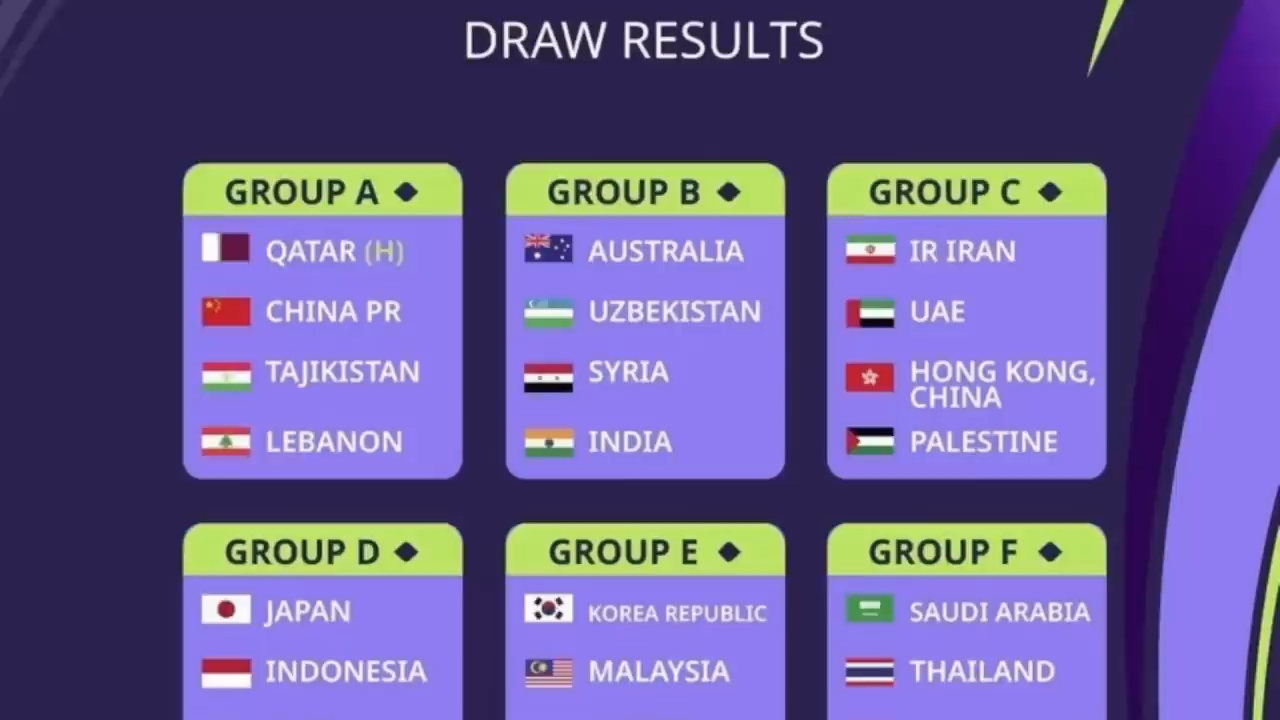 DRAW RESULTS
GROUP A
QATAR (H)
CHINA PR
TAJIKISTAN
LEBANON
GROUP B
AUSTRALIA
UZBEKISTAN
SYRIA
INDIA
GROUP C
IR IRAN
UAE
HONG KONG,
CHINA
PALESTINE
GROUP D
JAPAN
INDONESIA
GROUP E
KOREA REPUBLIC
MALAYSIA
GROUP F
SAUDI ARABIA
THAILAND